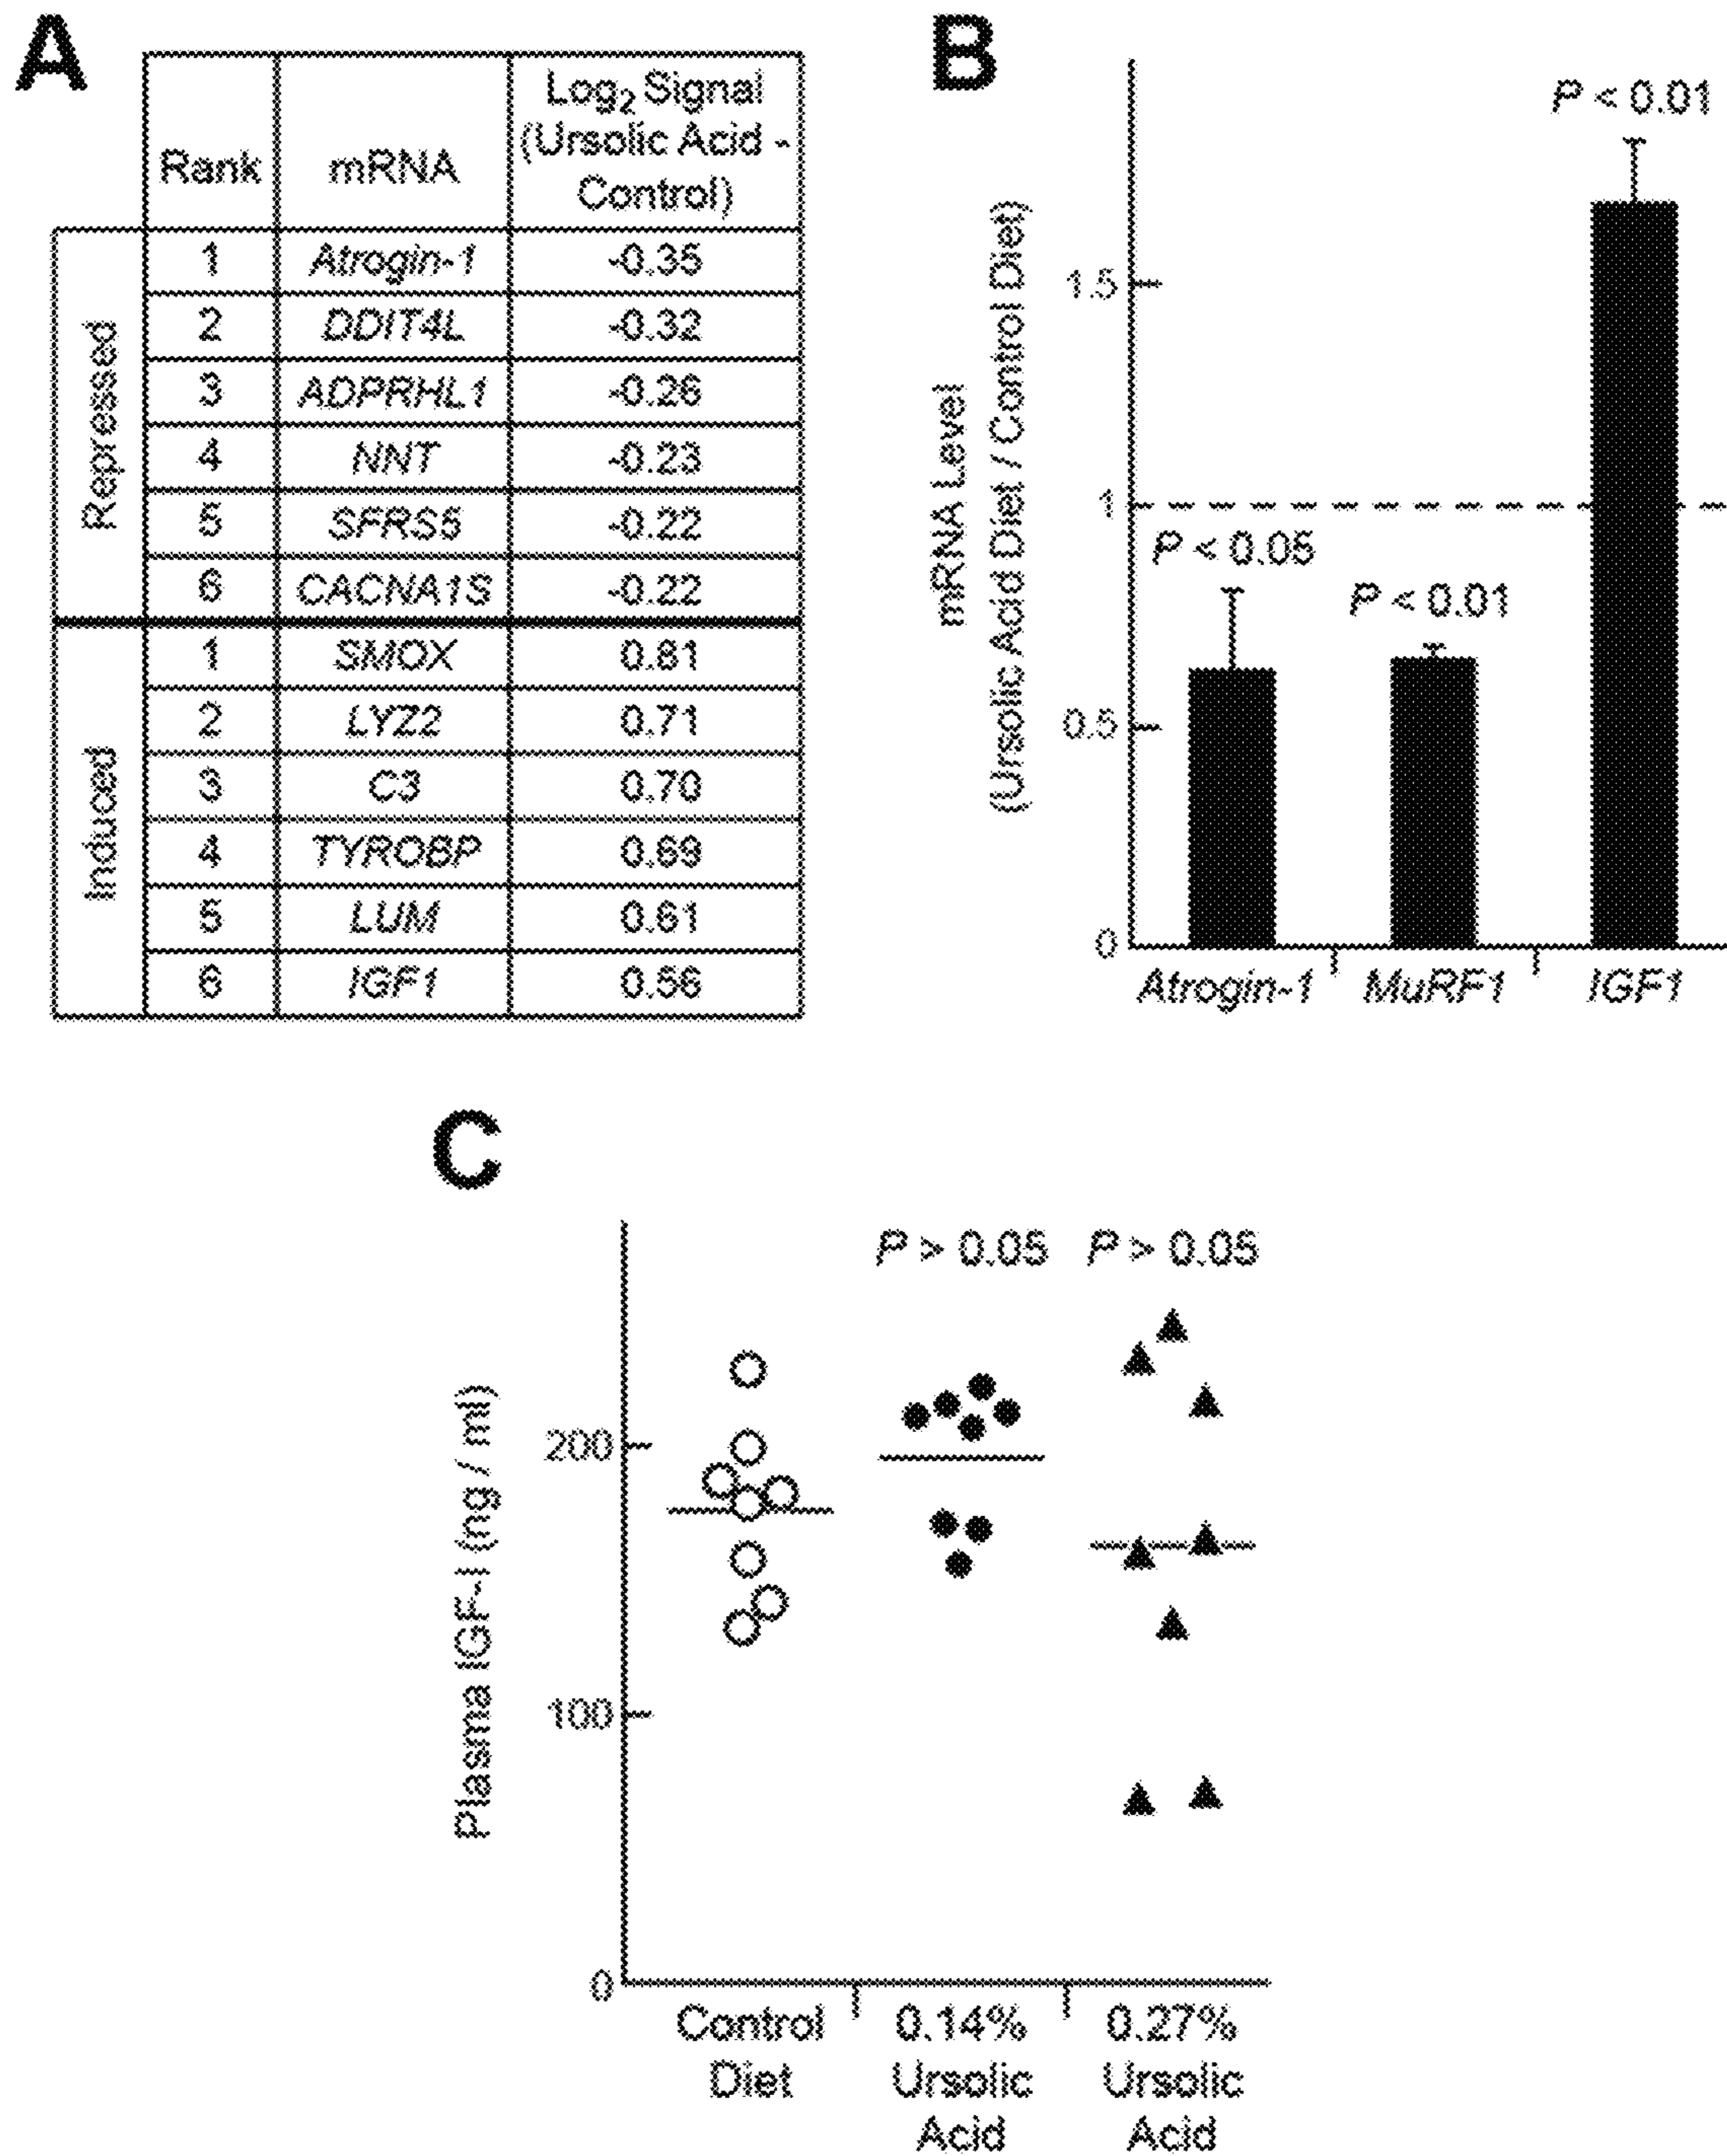 A
Rank
mRNA
Log2 Signal
(Ursolic Acid -
Control)
Repressed
1 Atrogin-1 -0.35
2 DDIT4L -0.32
3 ADPRHL1 -0.26
4 NNT -0.23
5 SFRS5 -0.22
6 CACNA1S -0.22
Induced
1 SMOX 0.81
2 LYZ2 0.71
3 C3 0.70
4 TYROBP 0.69
5 LUM 0.61
6 IGF1 0.56
B
mRNA Level
(Ursolic Acid Diet / Control Diet)
1.5
1
0.5
0
P < 0.05
P < 0.01
P < 0.01
Atrogin-1 MuRF1 IGF1
C
Plasma IGF-I (ng / ml)
200
100
0
P > 0.05 P > 0.05
Control
Diet
0.14%
Ursolic
Acid
0.27%
Ursolic
Acid